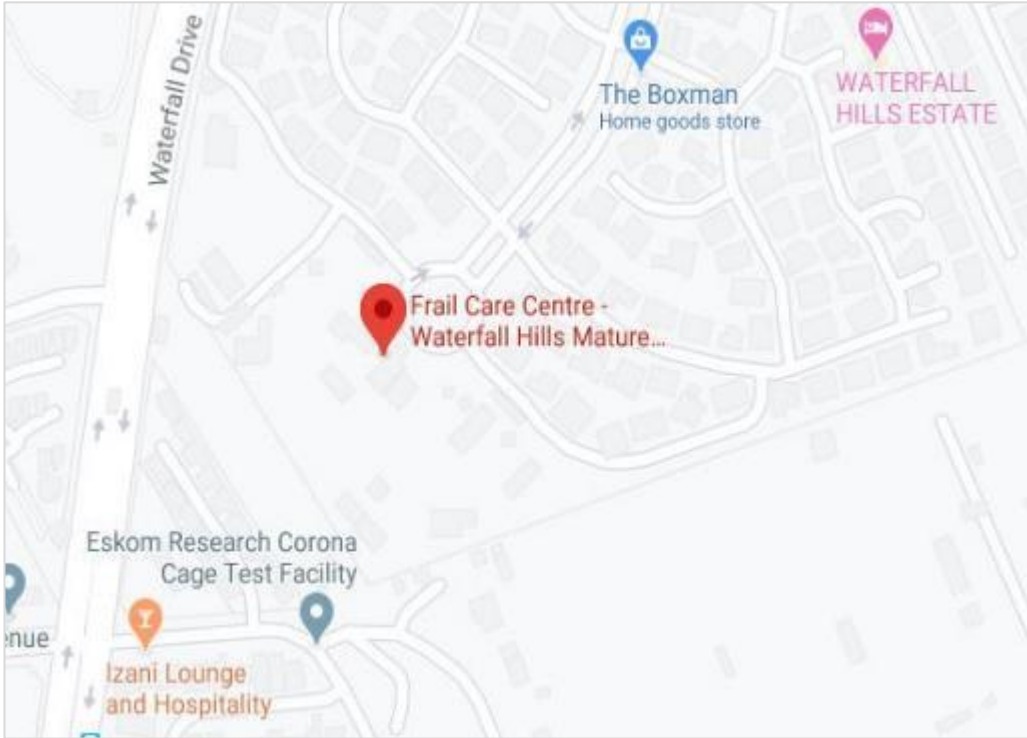 Waterfall Drive
The Boxman
Home goods store
WATERFALL
HILLS ESTATE
Frail Care Centre -
Waterfall Hills Mature...
Eskom Research Corona
Cage Test Facility
enue
Izani Lounge
and Hospitality